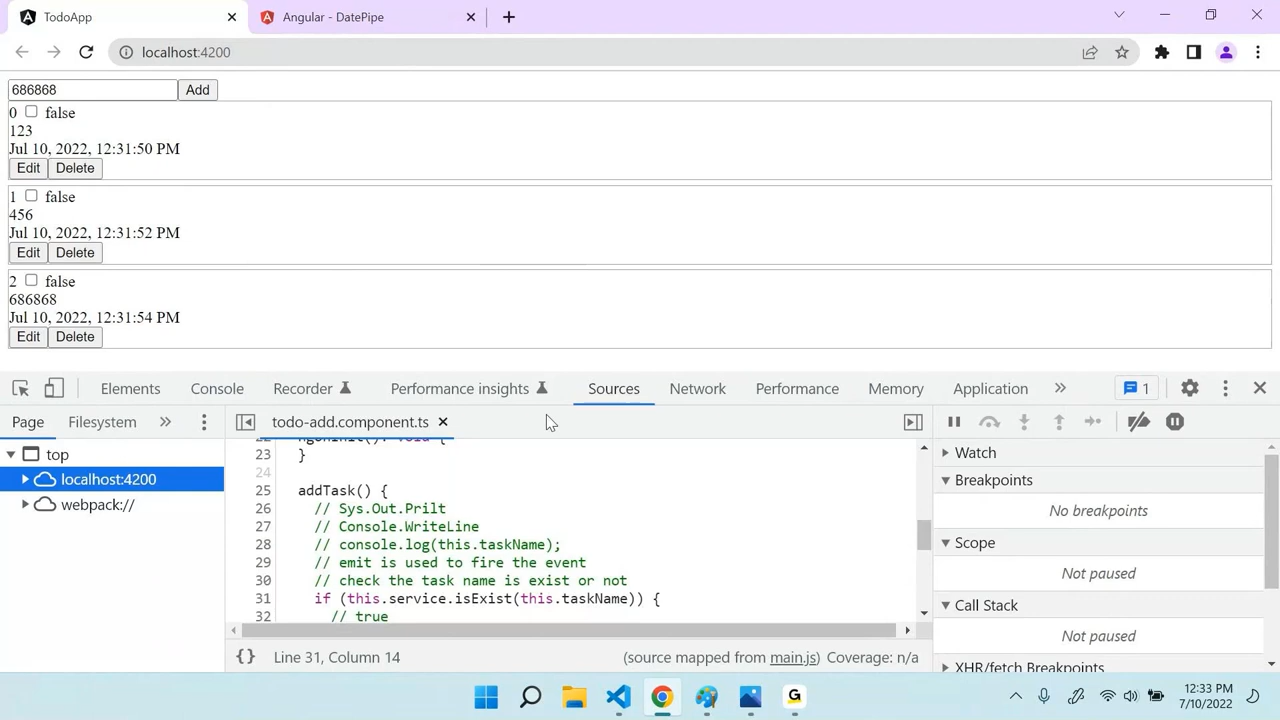 TodoApp
Angular - DatePipe
localhost:4200
686868 Add
0 false
123
Jul 10, 2022, 12:31:50 PM
Edit Delete
1 false
456
Jul 10, 2022, 12:31:52 PM
Edit Delete
2 false
686868
Jul 10, 2022, 12:31:54 PM
Edit Delete
Elements Console Recorder Performance insights Sources Network Performance Memory Application » 1
Page Filesystem » todo-add.component.ts
top
localhost:4200
webpack://
22 ngOnInit(): void {
23 }
24
25 addTask() {
26 // Sys.Out.Prilt
27 // Console.WriteLine
28 // console.log(this.taskName);
29 // emit is used to fire the event
30 // check the task name is exist or not
31 if (this.service.isExist(this.taskName)) {
32 // true
{} Line 31, Column 14 (source mapped from main.js) Coverage: n/a
Watch
Breakpoints
No breakpoints
Scope
Not paused
Call Stack
Not paused
XHR/fetch Breakpoints
G
12:33 PM
7/10/2022